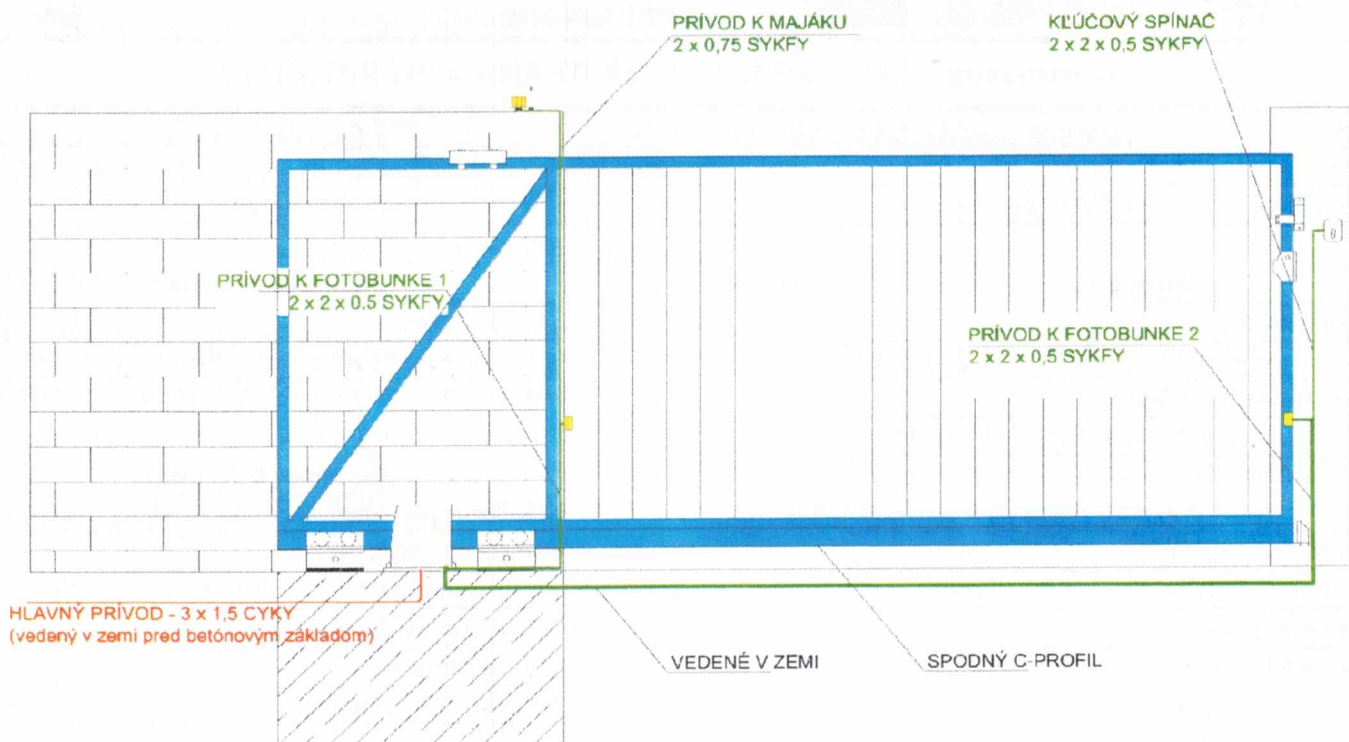 PRÍVOD K MAJÁKU
2 x 0,75 SYKFY
KĽÚČOVÝ SPÍNAČ
2 x 2 x 0,5 SYKFY
PRÍVOD K FOTOBUNKE 1
2 x 2 x 0.5 SYKFY
PRÍVOD K FOTOBUNKE 2
2 x 2 x 0,5 SYKFY
HLAVNÝ PRÍVOD - 3 x 1,5 CYKY
(vedený v zemi pred betónovým základom)
VEDENÉ V ZEMI
SPODNÝ C-PROFIL